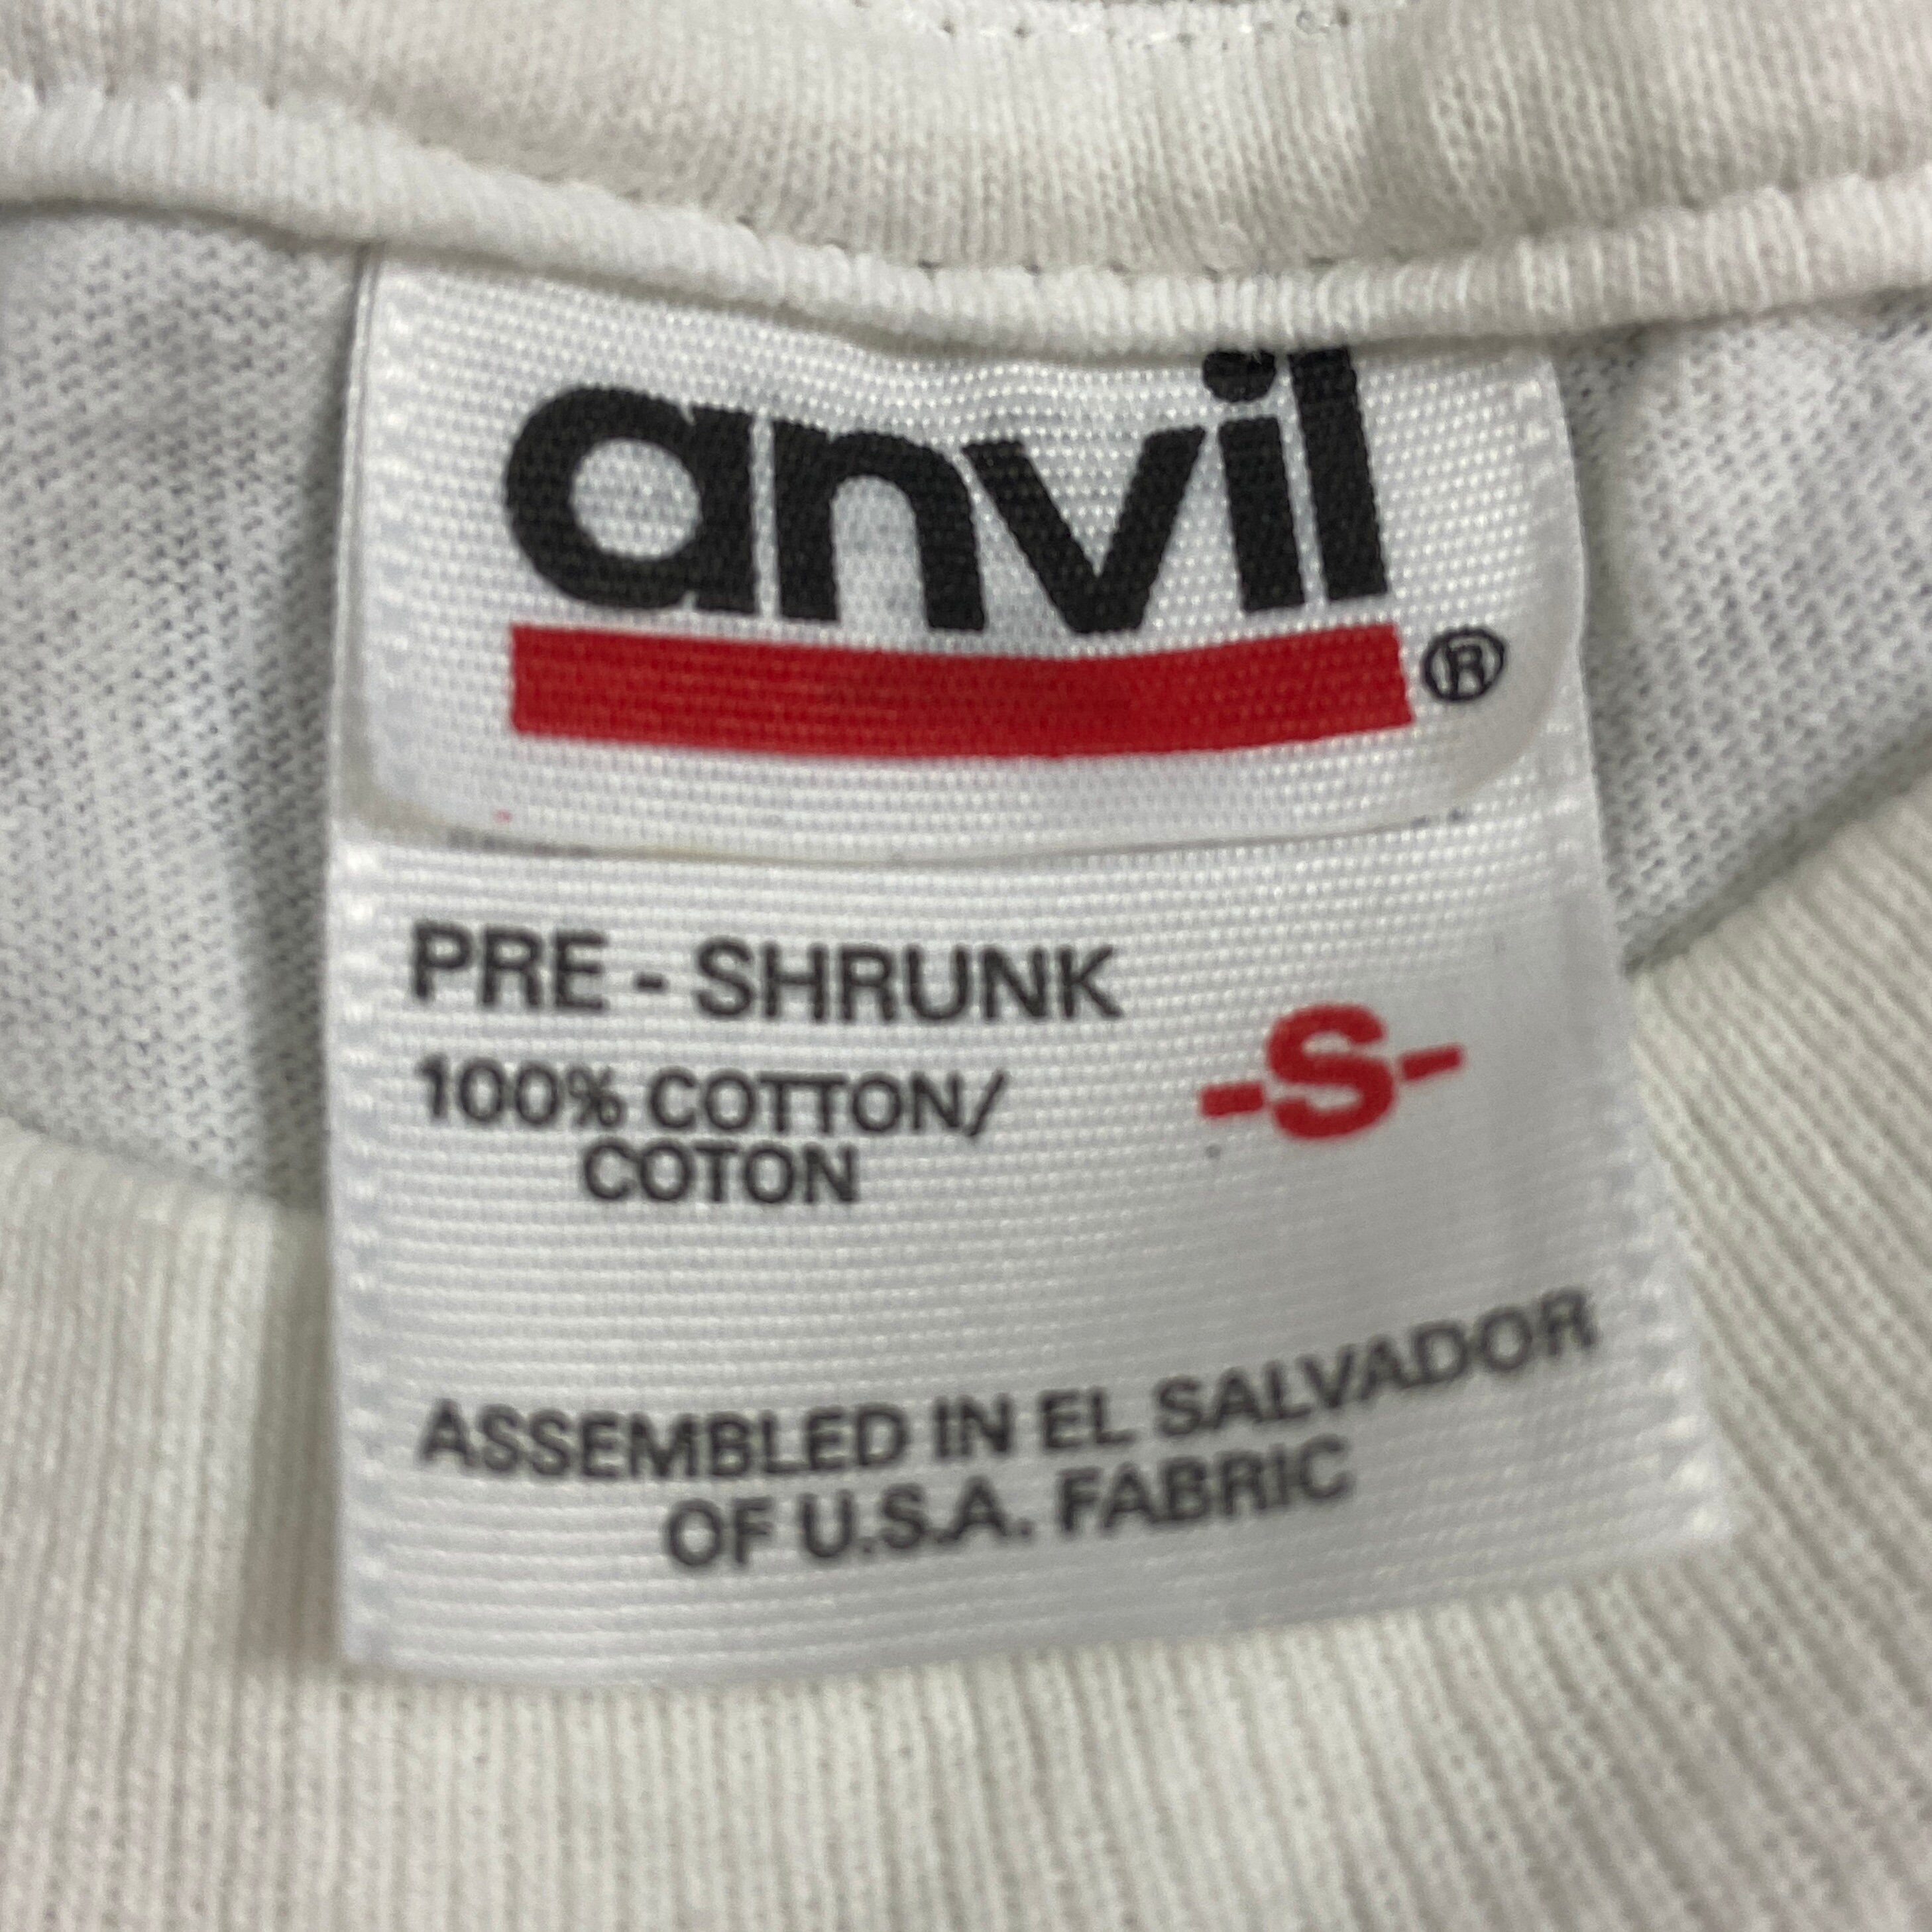 anvil®
PRE - SHRUNK
100% COTTON/
COTON
-S-
ASSEMBLED IN EL SALVADOR
OF U.S.A. FABRIC